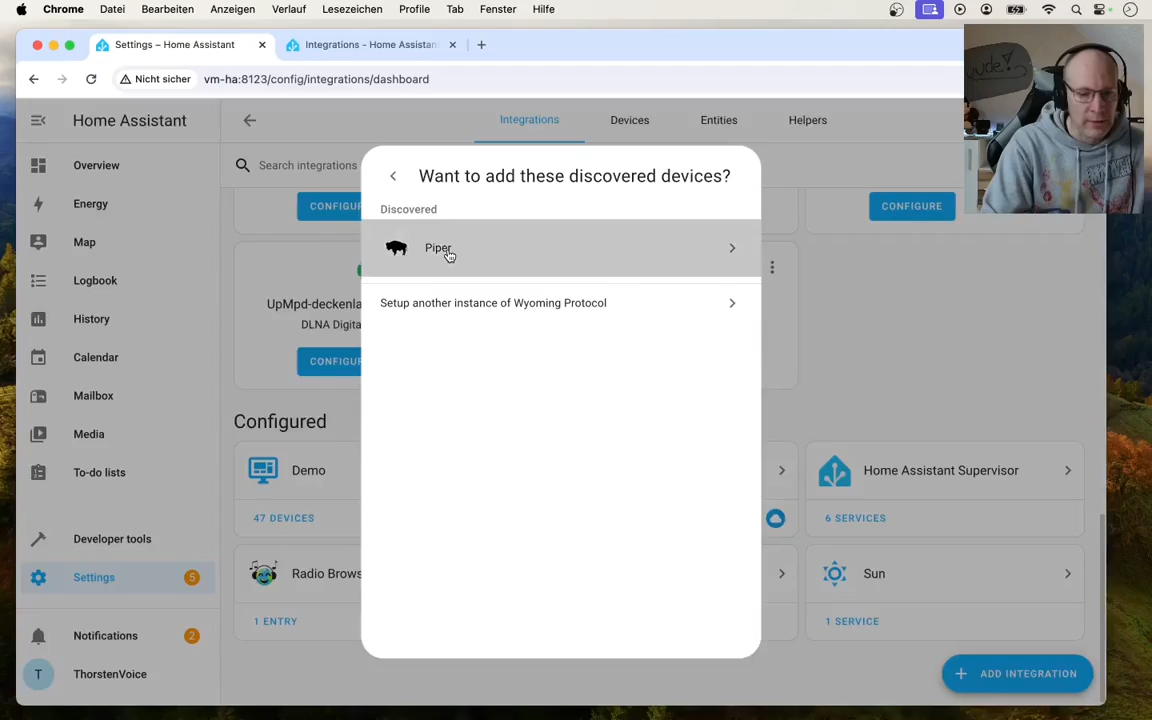 Chrome Datei Bearbeiten Anzeigen Verlauf Lesezeichen Profile Tab Fenster Hilfe
Settings – Home Assistant
Integrations - Home Assistan
Nicht sicher
vm-ha:8123/config/integrations/dashboard
Home Assistant
Integrations Devices Entities Helpers
Search integrations
Overview
Energy
Map
Logbook
History
Calendar
Mailbox
Media
To-do lists
Developer tools
Settings 5
Notifications 2
T ThorstenVoice
CONFIGU
CONFIGURE
UpMpd-deckenla
DLNA Digita
CONFIGU
Want to add these discovered devices?
Discovered
Piper
Setup another instance of Wyoming Protocol
Configured
Demo
47 DEVICES
Home Assistant Supervisor
6 SERVICES
Radio Brows
1 ENTRY
Sun
1 SERVICE
ADD INTEGRATION